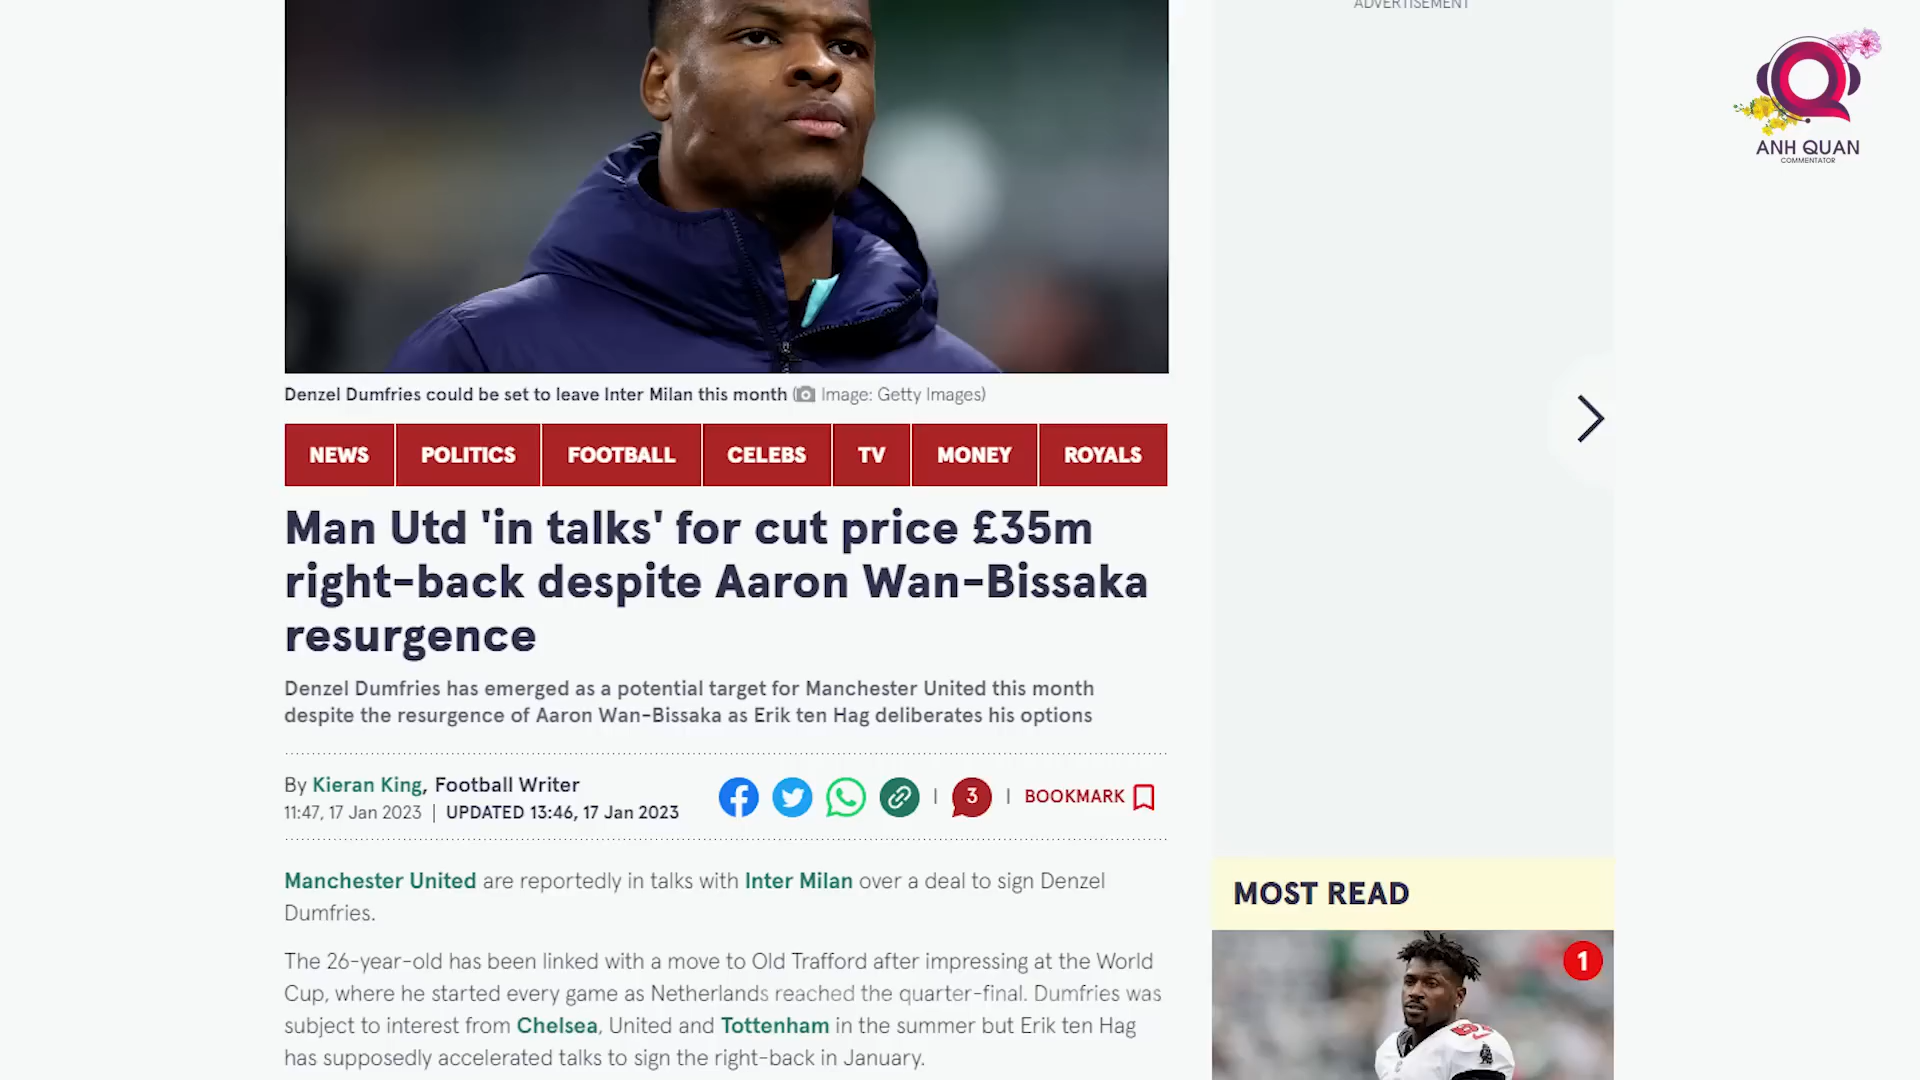 ADVERTISEMENT
ANH QUAN
COMMENTATOR
Denzel Dumfries could be set to leave Inter Milan this month (Image: Getty Images)
NEWS POLITICS FOOTBALL CELEBS TV MONEY ROYALS
Man Utd 'in talks' for cut price £35m
right-back despite Aaron Wan-Bissaka
resurgence
Denzel Dumfries has emerged as a potential target for Manchester United this month
despite the resurgence of Aaron Wan-Bissaka as Erik ten Hag deliberates his options
By Kieran King, Football Writer
11:47, 17 Jan 2023 | UPDATED 13:46, 17 Jan 2023
3 | BOOKMARK
Manchester United are reportedly in talks with Inter Milan over a deal to sign Denzel
Dumfries.
The 26-year-old has been linked with a move to Old Trafford after impressing at the World
Cup, where he started every game as Netherlands reached the quarter-final. Dumfries was
subject to interest from Chelsea, United and Tottenham in the summer but Erik ten Hag
has supposedly accelerated talks to sign the right-back in January.
MOST READ
1